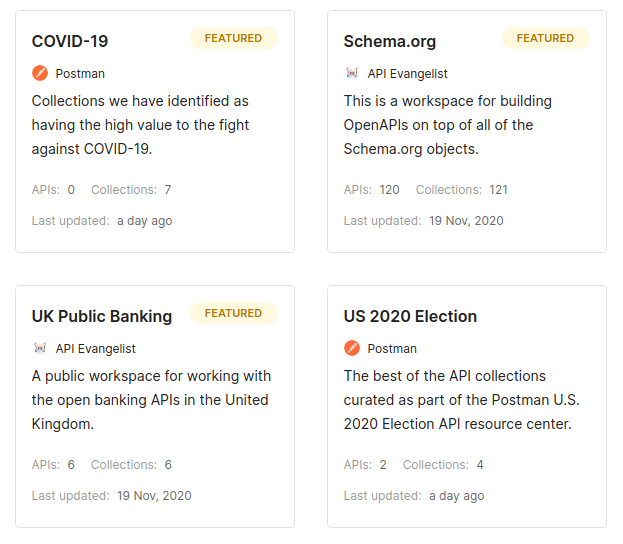 COVID-19
FEATURED
Postman
Collections we have identified as
having the high value to the fight
against COVID-19.
APIs: 0 Collections: 7
Last updated: a day ago
Schema.org
FEATURED
API Evangelist
This is a workspace for building
OpenAPIs on top of all of the
Schema.org objects.
APIs: 120 Collections: 121
Last updated: 19 Nov, 2020
UK Public Banking
FEATURED
API Evangelist
A public workspace for working with
the open banking APIs in the United
Kingdom.
APIs: 6 Collections: 6
Last updated: 19 Nov, 2020
US 2020 Election
Postman
The best of the API collections
curated as part of the Postman U.S.
2020 Election API resource center.
APIs: 2 Collections: 4
Last updated: a day ago